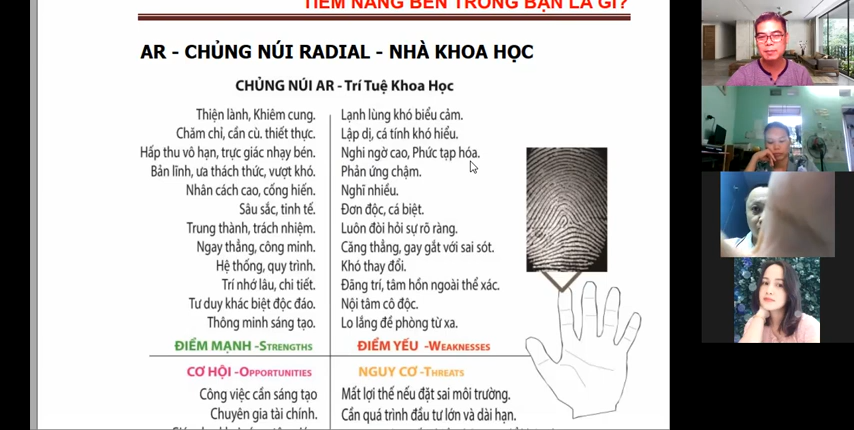 TIỀM NĂNG BÊN TRONG BẠN LÀ GÌ?
AR - CHỦNG NÚI RADIAL - NHÀ KHOA HỌC
CHỦNG NÚI AR - Trí Tuệ Khoa Học
Thiện lành, Khiêm cung.
Chăm chỉ, cần cù. thiết thực.
Hấp thu vô hạn, trực giác nhạy bén.
Bản lĩnh, ưa thách thức, vượt khó.
Nhân cách cao, cống hiến.
Sâu sắc, tinh tế.
Trung thành, trách nhiệm.
Ngay thẳng, công minh.
Hệ thống, quy trình.
Trí nhớ lâu, chi tiết.
Tư duy khác biệt độc đáo.
Thông minh sáng tạo.
ĐIỂM MẠNH -STRENGTHS
Lạnh lùng khó biểu cảm.
Lập dị, cá tính khó hiểu.
Nghi ngờ cao, Phức tạp hóa.
Phản ứng chậm.
Nghĩ nhiều.
Đơn độc, cá biệt.
Luôn đòi hỏi sự rõ ràng.
Căng thẳng, gay gắt với sai sót.
Khó thay đổi.
Đãng trí, tâm hồn ngoài thể xác.
Nội tâm cô độc.
Lo lắng đề phòng từ xa.
ĐIỂM YẾU -WEAKNESSES
CƠ HỘI -OPPORTUNITIES
Công việc cần sáng tạo
Chuyên gia tài chính.
NGUY CƠ -THREATS
Mất lợi thế nếu đặt sai môi trường.
Cần quá trình đầu tư lớn và dài hạn.